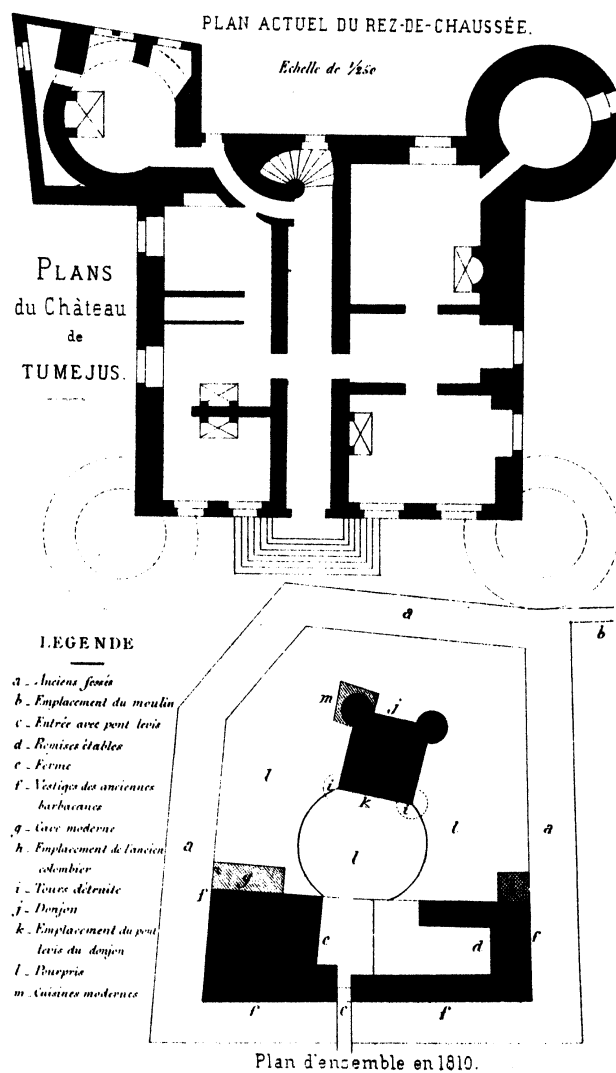 PLAN ACTUEL DU REZ-DE-CHAUSSÉE.
Echelle de 1/250
PLANS
du Château
de
TUMEJUS.
LEGENDE
a - Anciens fossés
b - Emplacement du moulin
c - Entrée avec pont levis
d - Remises étables
e - Ferme
f - Vestiges des anciennes
barbacanes
g - Cave moderne
h - Emplacement de l'ancien
colombier
i - Tours détruite
j - Donjon
k - Emplacement du pont
levis du donjon
l - Pourpris
m - Cuisines modernes
a
b
m
j
l
i
k
i
l
a
a
l
f
g
e
d
f
f
c
f
Plan d'ensemble en 1810.